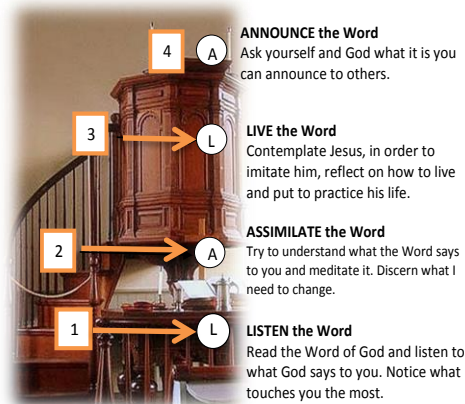 4 A
ANNOUNCE the Word
Ask yourself and God what it is you
can announce to others.
3 L
LIVE the Word
Contemplate Jesus, in order to
imitate him, reflect on how to live
and put to practice his life.
2 A
ASSIMILATE the Word
Try to understand what the Word says
to you and meditate it. Discern what I
need to change.
1 L
LISTEN the Word
Read the Word of God and listen to
what God says to you. Notice what
touches you the most.